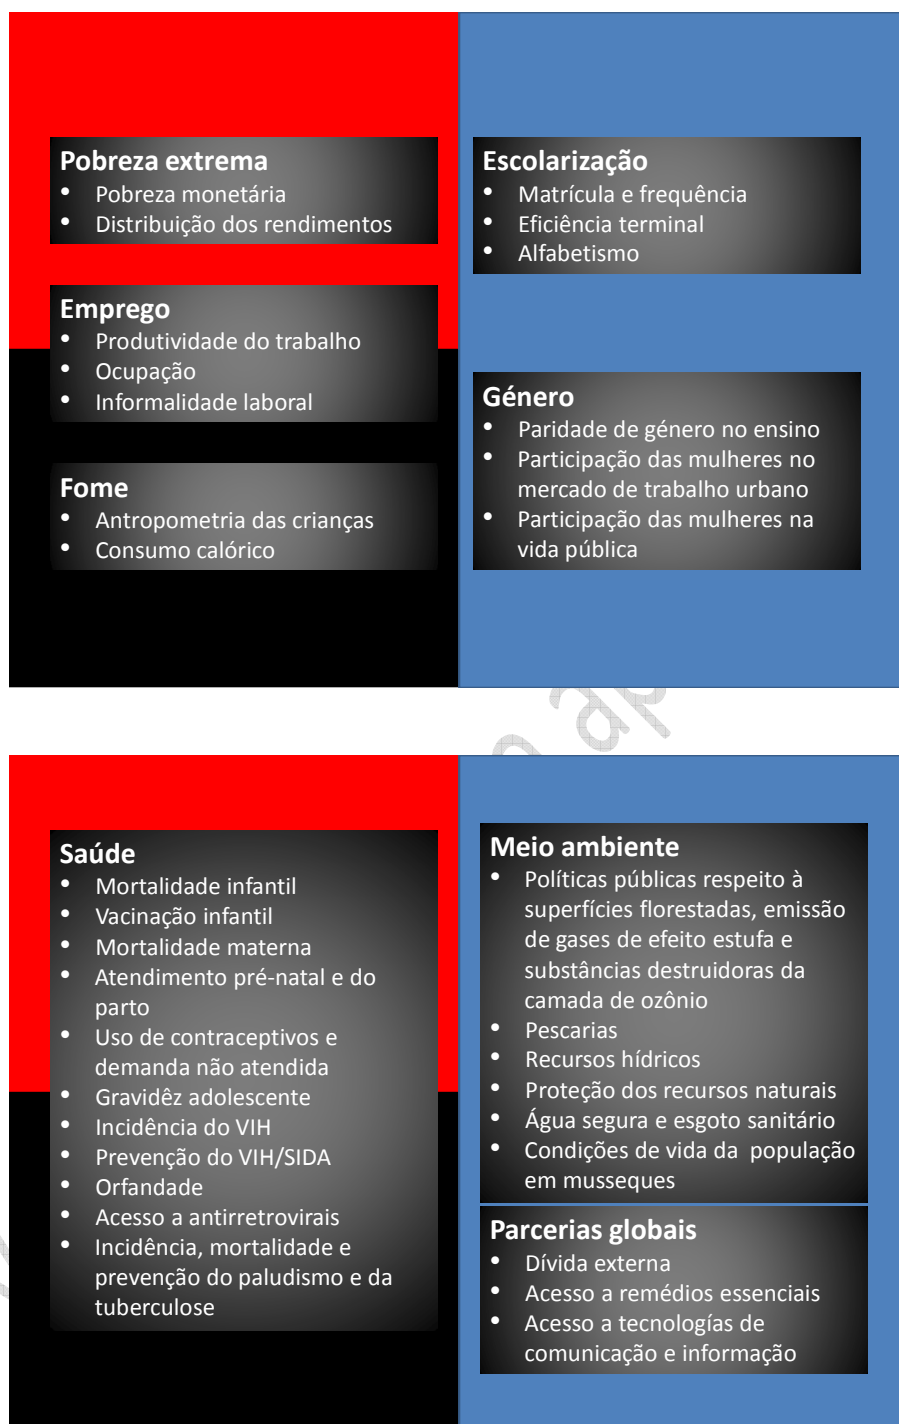 Pobreza extrema
• Pobreza monetária
• Distribuição dos rendimentos
Emprego
• Produtividade do trabalho
• Ocupação
• Informalidade laboral
Fome
• Antropometria das crianças
• Consumo calórico
Escolarização
• Matrícula e frequência
• Eficiência terminal
• Alfabetismo
Género
• Paridade de género no ensino
• Participação das mulheres no
mercado de trabalho urbano
• Participação das mulheres na
vida pública
Saúde
• Mortalidade infantil
• Vacinação infantil
• Mortalidade materna
• Atendimento pré-natal e do
parto
• Uso de contraceptivos e
demanda não atendida
• Gravidêz adolescente
• Incidência do VIH
• Prevenção do VIH/SIDA
• Orfandade
• Acesso a antirretrovirais
• Incidência, mortalidade e
prevenção do paludismo e da
tuberculose
Meio ambiente
• Políticas públicas respeito à
superfícies florestadas, emissão
de gases de efeito estufa e
substâncias destruidoras da
camada de ozônio
• Pescarias
• Recursos hídricos
• Proteção dos recursos naturais
• Água segura e esgoto sanitário
• Condições de vida da população
em musseques
Parcerias globais
• Dívida externa
• Acesso a remédios essenciais
• Acesso a tecnologías de
comunicação e informação